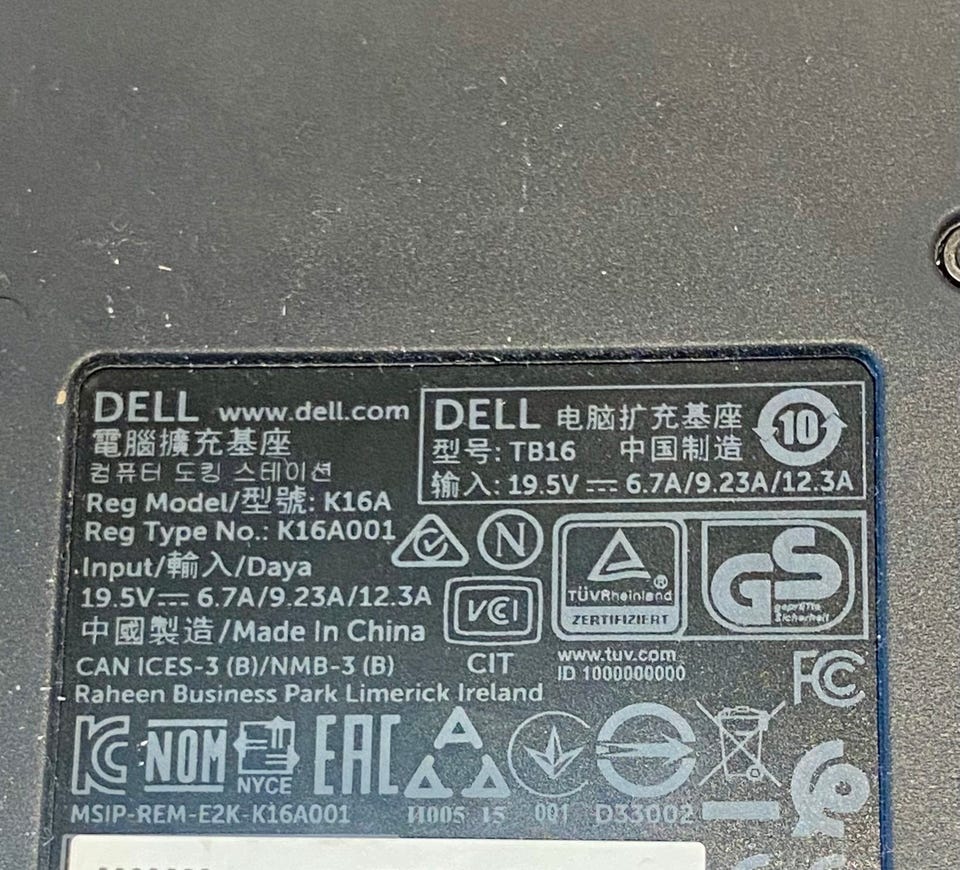 DELL www.dell.com
電腦擴充基座
컴퓨터 도킹 스테이션
Reg Model/型號: K16A
Reg Type No.: K16A001
Input/輸入/Daya
19.5V⎓ 6.7A/9.23A/12.3A
中國製造/Made In China
CAN ICES-3 (B)/NMB-3 (B)
Raheen Business Park Limerick Ireland
DELL 电脑扩充基座
型号: TB16 中国制造
10
输入: 19.5V⎓ 6.7A/9.23A/12.3A
N
VCI
CIT
TÜVRheinland®
ZERTIFIZIERT
GS
geprüfte
Sicherheit
www.tuv.com
ID 1000000000
FC
KC NOM NYCE EAC
MSIP-REM-E2K-K16A001 И005 15 001 D33002